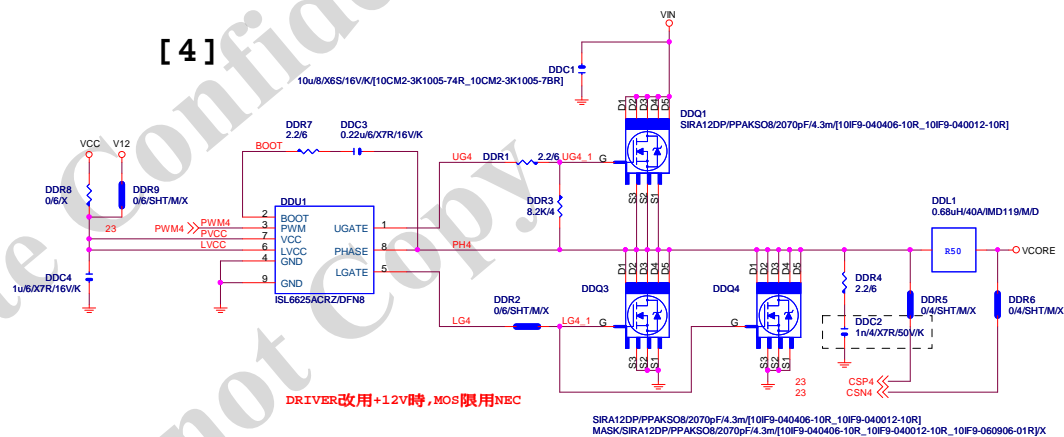 [4]
VIN
DDC1
10u/8/X6S/16V/K/[10CM2-3K1005-74R_10CM2-3K1005-7BR]
D1
D2
D3
D4
D5
DDQ1
SIRA12DP/PPAKSO8/2070pF/4.3m/[10IF9-040406-10R_10IF9-040012-10R]
G
S3
S2
S1
DDR7
2.2/6
DDC3
0.22u/6/X7R/16V/K
BOOT
UG4
DDR1
2.2/6
UG4_1
DDR3
8.2K/4
VCC
V12
DDR8
0/6/X
DDR9
0/6/SHT/M/X
23
PWM4
PWM4
PVCC
LVCC
DDC4
1u/6/X7R/16V/K
DDU1
2
BOOT
3
PWM
7
VCC
6
LVCC
4
GND
9
GND
UGATE
1
PHASE
8
LGATE
5
ISL6625ACRZ/DFN8
PH4
LG4
DDR2
0/6/SHT/M/X
LG4_1
D1
D2
D3
D4
D5
DDQ3
G
S3
S2
S1
D1
D2
D3
D4
D5
DDQ4
G
S3
S2
S1
DDR4
2.2/6
DDC2
1n/4/X7R/50V/K
DDL1
0.68uH/40A/IMD119/M/D
R50
VCORE
DDR5
0/4/SHT/M/X
DDR6
0/4/SHT/M/X
23
CSP4
23
CSN4
DRIVER改用+12V時,MOS限用NEC
SIRA12DP/PPAKSO8/2070pF/4.3m/[10IF9-040406-10R_10IF9-040012-10R]
MASK/SIRA12DP/PPAKSO8/2070pF/4.3m/[10IF9-040406-10R_10IF9-040012-10R_10IF9-060906-01R]/X
not Copy